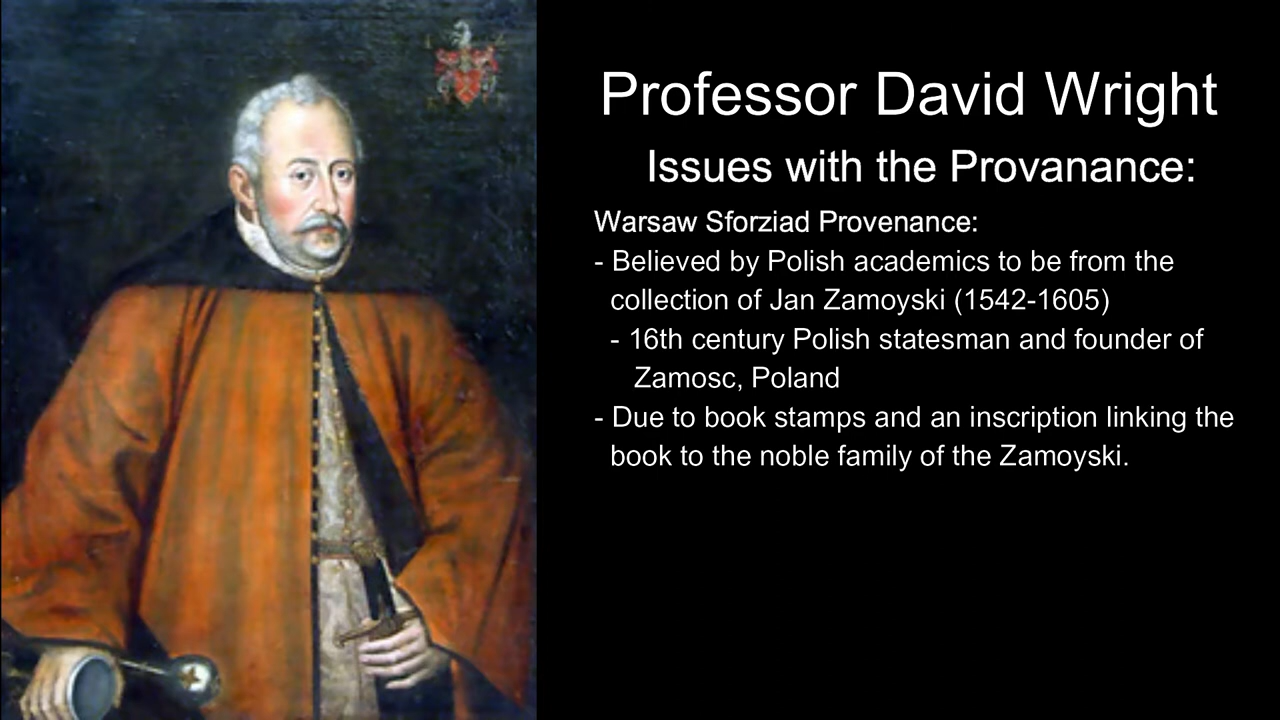 Professor David Wright
Issues with the Provanance:
Warsaw Sforziad Provenance:
- Believed by Polish academics to be from the
collection of Jan Zamoyski (1542-1605)
- 16th century Polish statesman and founder of
Zamosc, Poland
- Due to book stamps and an inscription linking the
book to the noble family of the Zamoyski.